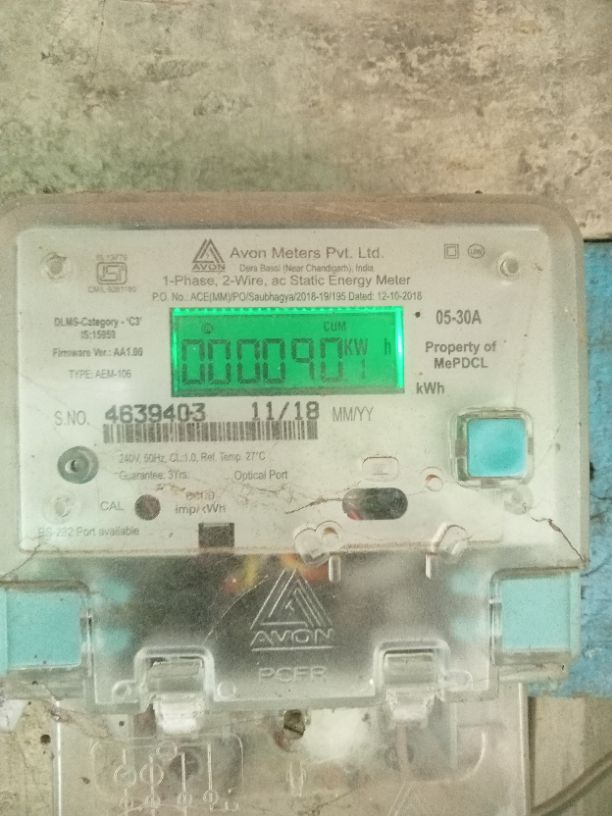 AVON
Avon Meters Pvt. Ltd.
Dera Bassi (Near Chandigarh), India
1-Phase, 2-Wire, ac Static Energy Meter
P.O. No.: ACE(MM)/PO/Saubhagya/2018-19/195 Dated: 12-10-2018
DLMS-Category - 'C3'
IS:15959
Firmware Ver.: AA1.00
TYPE: AEM-106
CUM
KW h
1
05-30A
Property of
MePDCL
kWh
S.NO. 4639403 11/18 MM/YY
240V, 50Hz, CL:1.0, Ref. Temp. 27°C
Guarantee: 3Yrs. Optical Port
CAL
imp/kWh
RS-232 Port available
AVON